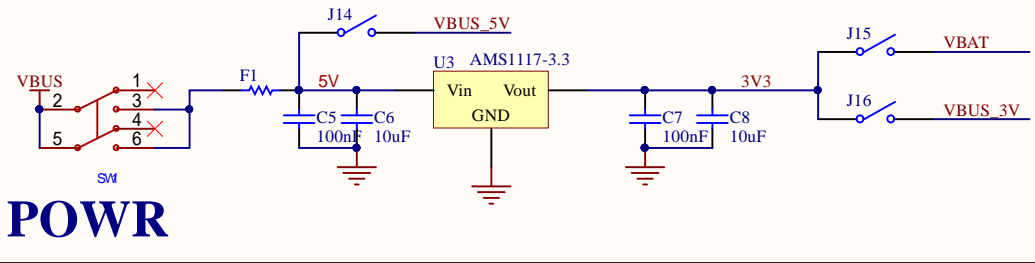 J14
VBUS_5V
J15
VBAT
U3
AMS1117-3.3
VBUS
1
F1
5V
Vin
Vout
3V3
2
3
J16
VBUS_3V
4
C5
C6
GND
C7
C8
5
6
100nF
10uF
100nF
10uF
SW1
POWR